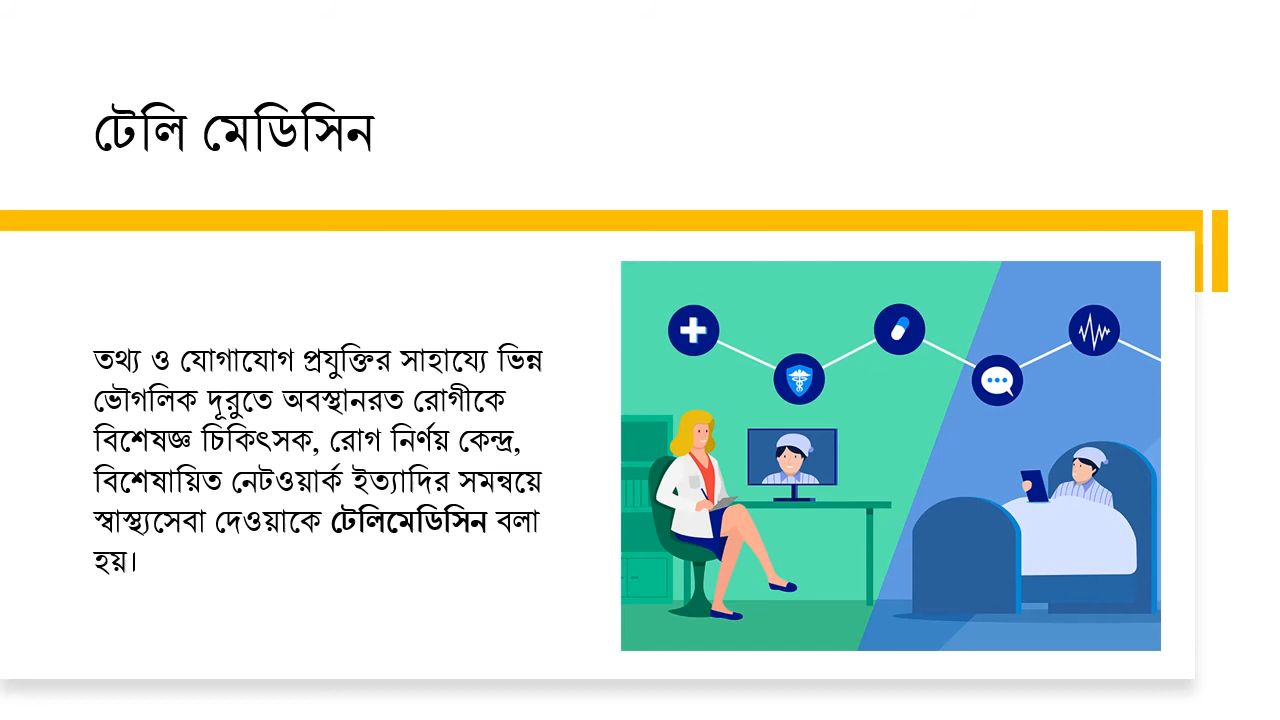 টেলি মেডিসিন
তথ্য ও যোগাযোগ প্রযুক্তির সাহায্যে ভিন্ন
ভৌগলিক দূরুতে অবস্থানরত রোগীকে
বিশেষজ্ঞ চিকিৎসক, রোগ নির্ণয় কেন্দ্র,
বিশেষায়িত নেটওয়ার্ক ইত্যাদির সমন্বয়ে
স্বাস্থ্যসেবা দেওয়াকে টেলিমেডিসিন বলা
হয়।